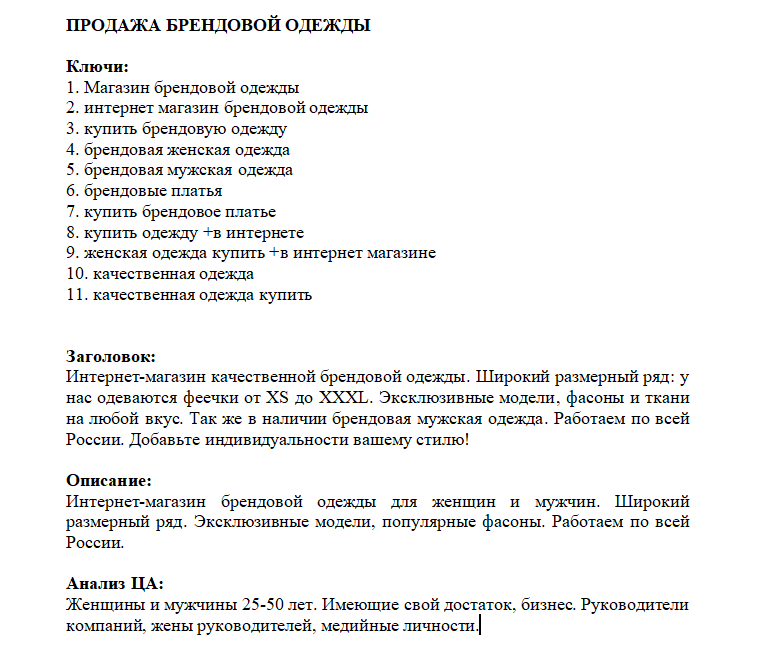 ПРОДАЖА БРЕНДОВОЙ ОДЕЖДЫ
Ключи:
1. Магазин брендовой одежды
2. интернет магазин брендовой одежды
3. купить брендовую одежду
4. брендовая женская одежда
5. брендовая мужская одежда
6. брендовые платья
7. купить брендовое платье
8. купить одежду +в интернете
9. женская одежда купить +в интернет магазине
10. качественная одежда
11. качественная одежда купить
Заголовок:
Интернет-магазин качественной брендовой одежды. Широкий размерный ряд: у
нас одеваются феечки от XS до XXXL. Эксклюзивные модели, фасоны и ткани
на любой вкус. Так же в наличии брендовая мужская одежда. Работаем по всей
России. Добавьте индивидуальности вашему стилю!
Описание:
Интернет-магазин брендовой одежды для женщин и мужчин. Широкий
размерный ряд. Эксклюзивные модели, популярные фасоны. Работаем по всей
России.
Анализ ЦА:
Женщины и мужчины 25-50 лет. Имеющие свой достаток, бизнес. Руководители
компаний, жены руководителей, медийные личности.